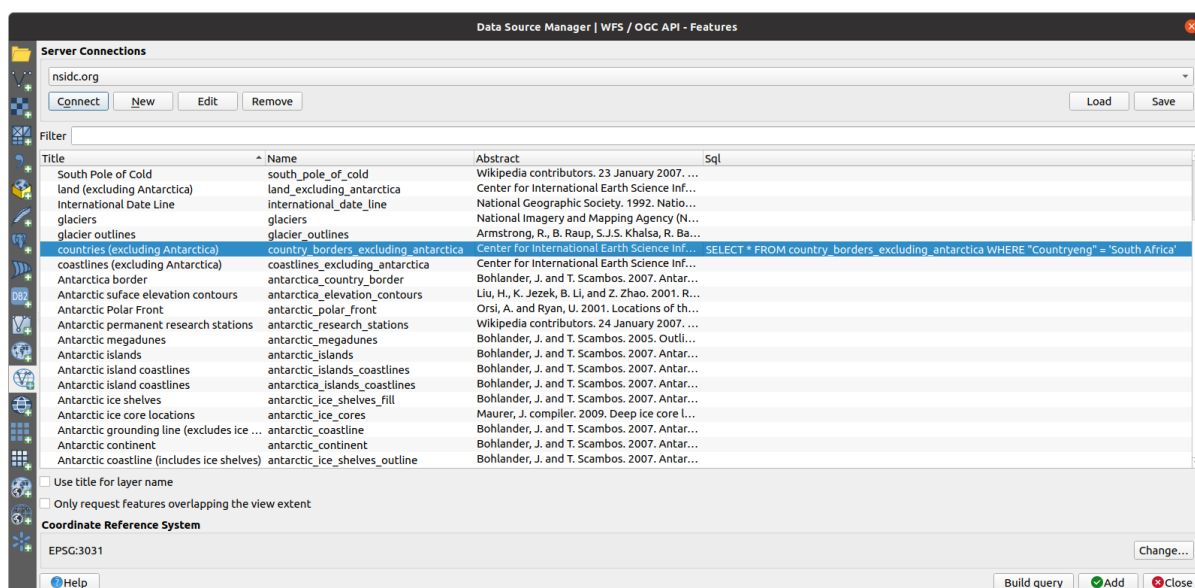 Data Source Manager | WFS / OGC API - Features
Server Connections
nsidc.org
Connect New Edit Remove Load Save
Filter
Title Name Abstract Sql
South Pole of Cold south_pole_of_cold Wikipedia contributors. 23 January 2007. ...
land (excluding Antarctica) land_excluding_antarctica Center for International Earth Science Inf...
International Date Line international_date_line National Geographic Society. 1992. Natio...
glaciers glaciers National Imagery and Mapping Agency (N...
glacier outlines glacier_outlines Armstrong, R., B. Raup, S.J.S. Khalsa, R. Ba...
countries (excluding Antarctica) country_borders_excluding_antarctica Center for International Earth Science Inf... SELECT * FROM country_borders_excluding_antarctica WHERE "Countryeng" = 'South Africa'
coastlines (excluding Antarctica) coastlines_excluding_antarctica Center for International Earth Science Inf...
Antarctica border antarctica_country_border Bohlander, J. and T. Scambos. 2007. Antar...
Antarctic suface elevation contours antarctica_elevation_contours Liu, H., K. Jezek, B. Li, and Z. Zhao. 2001. R...
Antarctic Polar Front antarctic_polar_front Orsi, A. and Ryan, U. 2001. Locations of th...
Antarctic permanent research stations antarctic_research_stations Wikipedia contributors. 24 January 2007. ...
Antarctic megadunes antarctic_megadunes Bohlander, J. and T. Scambos. 2005. Outli...
Antarctic islands antarctic_islands Bohlander, J. and T. Scambos. 2007. Antar...
Antarctic island coastlines antarctic_islands_coastlines Bohlander, J. and T. Scambos. 2007. Antar...
Antarctic island coastlines antarctica_islands_coastlines Bohlander, J. and T. Scambos. 2007. Antar...
Antarctic ice shelves antarctic_ice_shelves_fill Bohlander, J. and T. Scambos. 2007. Antar...
Antarctic ice core locations antarctic_ice_cores Maurer, J. compiler. 2009. Deep ice core l...
Antarctic grounding line (excludes ice ... antarctic_coastline Bohlander, J. and T. Scambos. 2007. Antar...
Antarctic continent antarctic_continent Bohlander, J. and T. Scambos. 2007. Antar...
Antarctic coastline (includes ice shelves) antarctic_ice_shelves_outline Bohlander, J. and T. Scambos. 2007. Antar...
Use title for layer name
Only request features overlapping the view extent
Coordinate Reference System
EPSG:3031 Change...
DB2
Help Build query Add Close